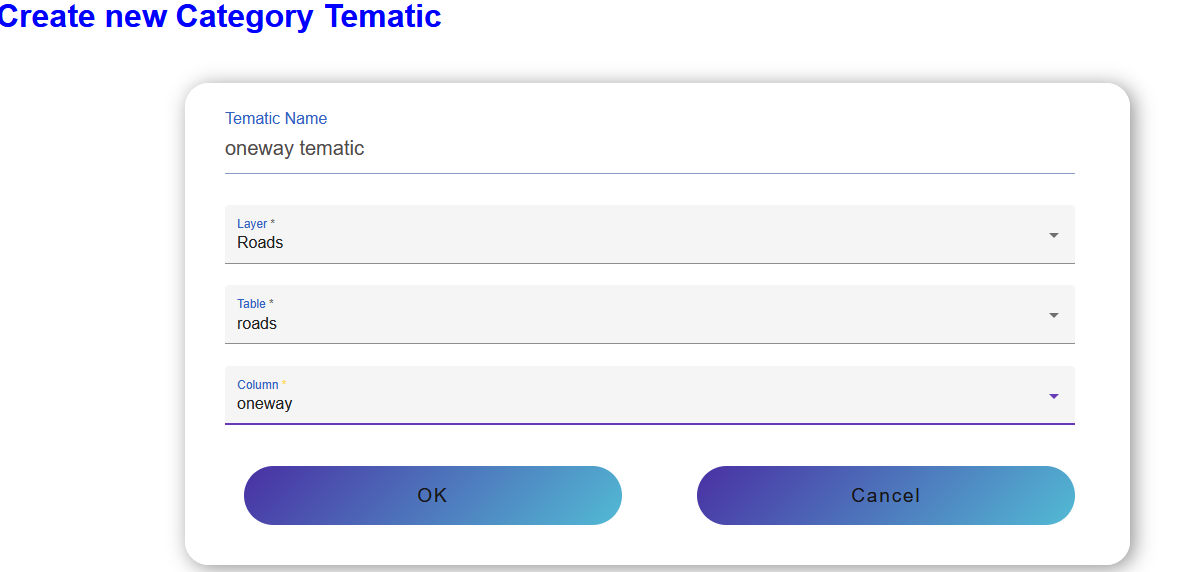 Create new Category Tematic
Tematic Name
oneway tematic
Layer *
Roads
Table *
roads
Column *
oneway
OK
Cancel